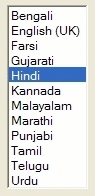 Bengali
English (UK)
Farsi
Gujarati
Hindi
Kannada
Malayalam
Marathi
Punjabi
Tamil
Telugu
Urdu